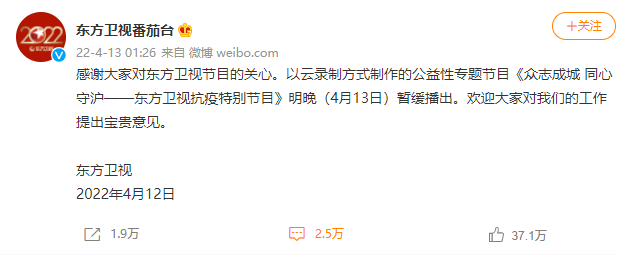 东方卫视番茄台
+关注
22-4-13 01:26 来自 微博 weibo.com
感谢大家对东方卫视节目的关心。以云录制方式制作的公益性专题节目《众志成城 同心
守沪——东方卫视抗疫特别节目》明晚（4月13日）暂缓播出。欢迎大家对我们的工作
提出宝贵意见。
东方卫视
2022年4月12日
1.9万
2.5万
37.1万
2022
东方卫视